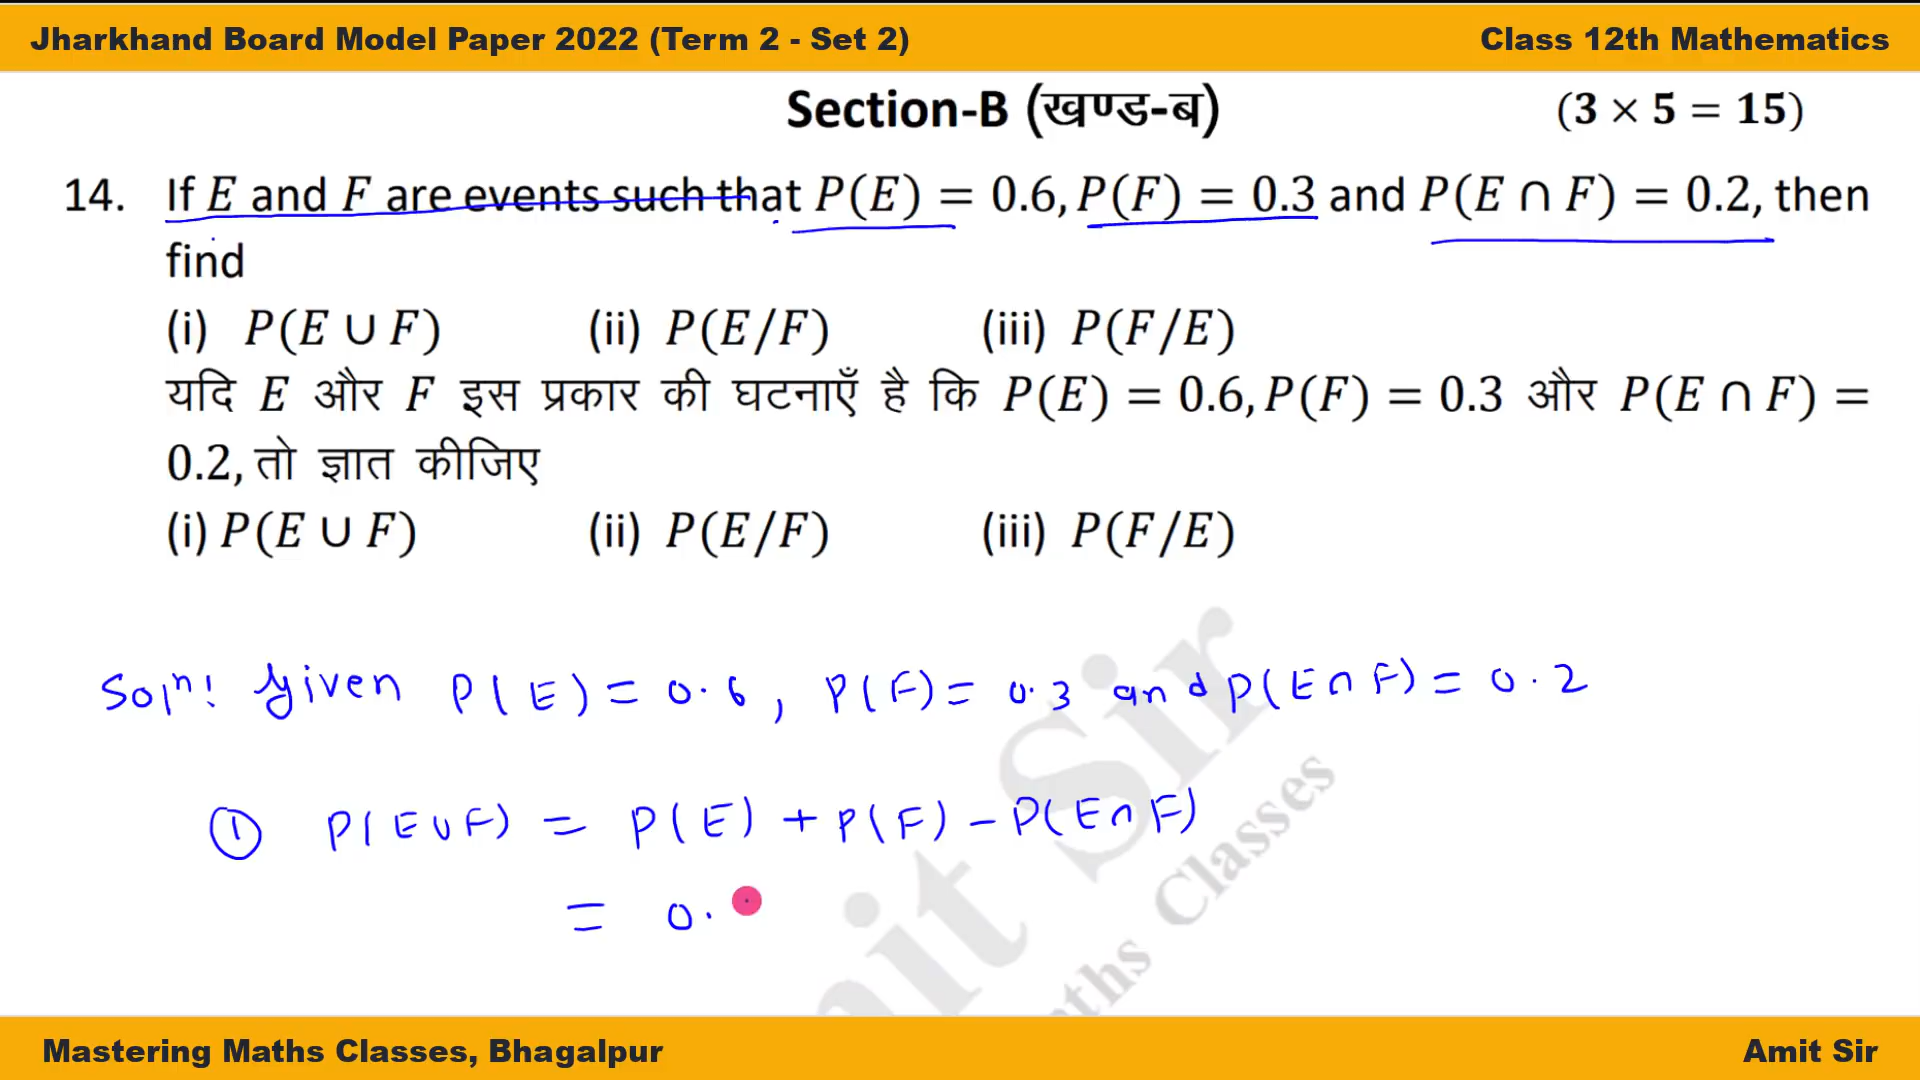 Jharkhand Board Model Paper 2022 (Term 2 - Set 2) Class 12th Mathematics
Section-B (खण्ड-ब) (3 × 5 = 15)
14. If E and F are events such that P(E) = 0.6, P(F) = 0.3 and P(E ∩ F) = 0.2, then
find
(i) P(E ∪ F) (ii) P(E/F) (iii) P(F/E)
यदि E और F इस प्रकार की घटनाएँ है कि P(E) = 0.6, P(F) = 0.3 और P(E ∩ F) =
0.2, तो ज्ञात कीजिए
(i) P(E ∪ F) (ii) P(E/F) (iii) P(F/E)
Solⁿ: Given P(E) = 0.6, P(F) = 0.3 and P(E∩F) = 0.2
① P(E∪F) = P(E) + P(F) - P(E∩F)
= 0.
mit Sir
ths Classes
Mastering Maths Classes, Bhagalpur Amit Sir